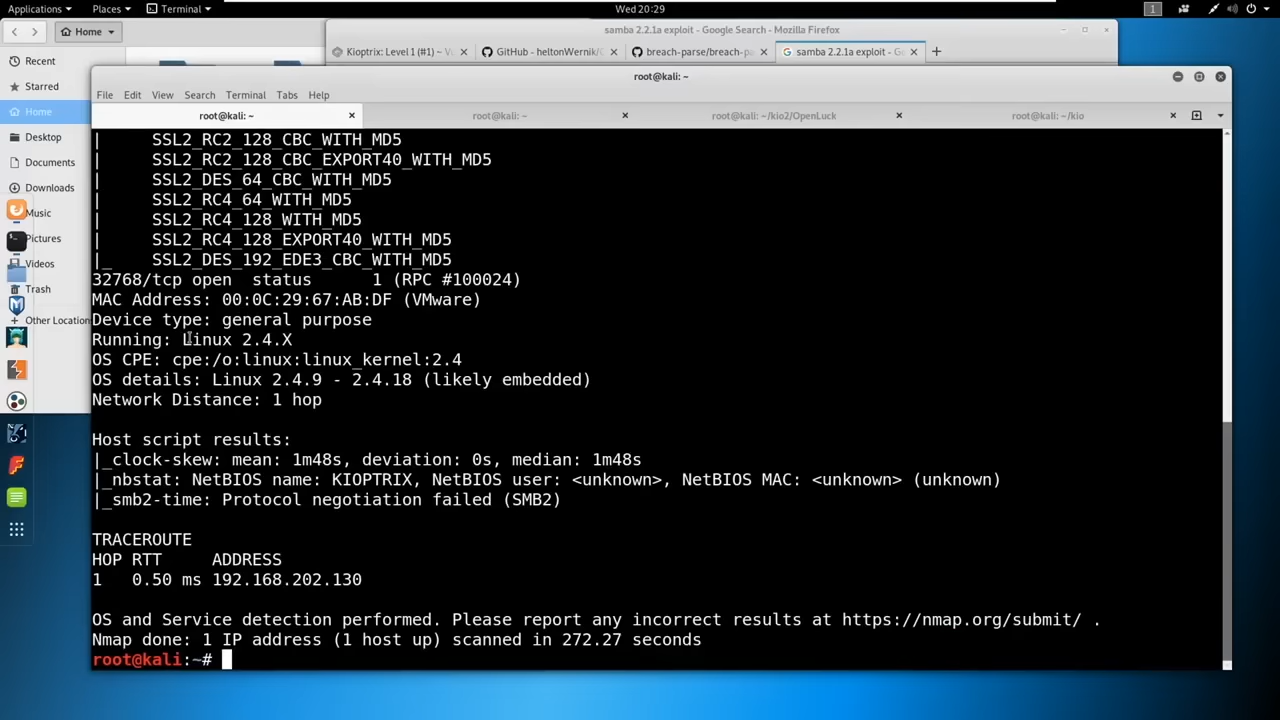 Applications Places Terminal Wed 20:29 1
Home
samba 2.2.1a exploit - Google Search - Mozilla Firefox
Kioptrix: Level 1 (#1) ~ V GitHub - heltonWernik/ breach-parse/breach-pa samba 2.2.1a exploit - Go
root@kali: ~
File Edit View Search Terminal Tabs Help
root@kali: ~ root@kali: ~ root@kali: ~/kio2/OpenLuck root@kali: ~/kio
Recent
Starred
Home
Desktop
Documents
Downloads
Music
Pictures
Videos
Trash
Other Location
| SSL2_RC2_128_CBC_WITH_MD5
| SSL2_RC2_128_CBC_EXPORT40_WITH_MD5
| SSL2_DES_64_CBC_WITH_MD5
| SSL2_RC4_64_WITH_MD5
| SSL2_RC4_128_WITH_MD5
| SSL2_RC4_128_EXPORT40_WITH_MD5
|_ SSL2_DES_192_EDE3_CBC_WITH_MD5
32768/tcp open status 1 (RPC #100024)
MAC Address: 00:0C:29:67:AB:DF (VMware)
Device type: general purpose
Running: Linux 2.4.X
OS CPE: cpe:/o:linux:linux_kernel:2.4
OS details: Linux 2.4.9 - 2.4.18 (likely embedded)
Network Distance: 1 hop
Host script results:
|_clock-skew: mean: 1m48s, deviation: 0s, median: 1m48s
|_nbstat: NetBIOS name: KIOPTRIX, NetBIOS user: <unknown>, NetBIOS MAC: <unknown> (unknown)
|_smb2-time: Protocol negotiation failed (SMB2)
TRACEROUTE
HOP RTT ADDRESS
1 0.50 ms 192.168.202.130
OS and Service detection performed. Please report any incorrect results at https://nmap.org/submit/ .
Nmap done: 1 IP address (1 host up) scanned in 272.27 seconds
root@kali:~#